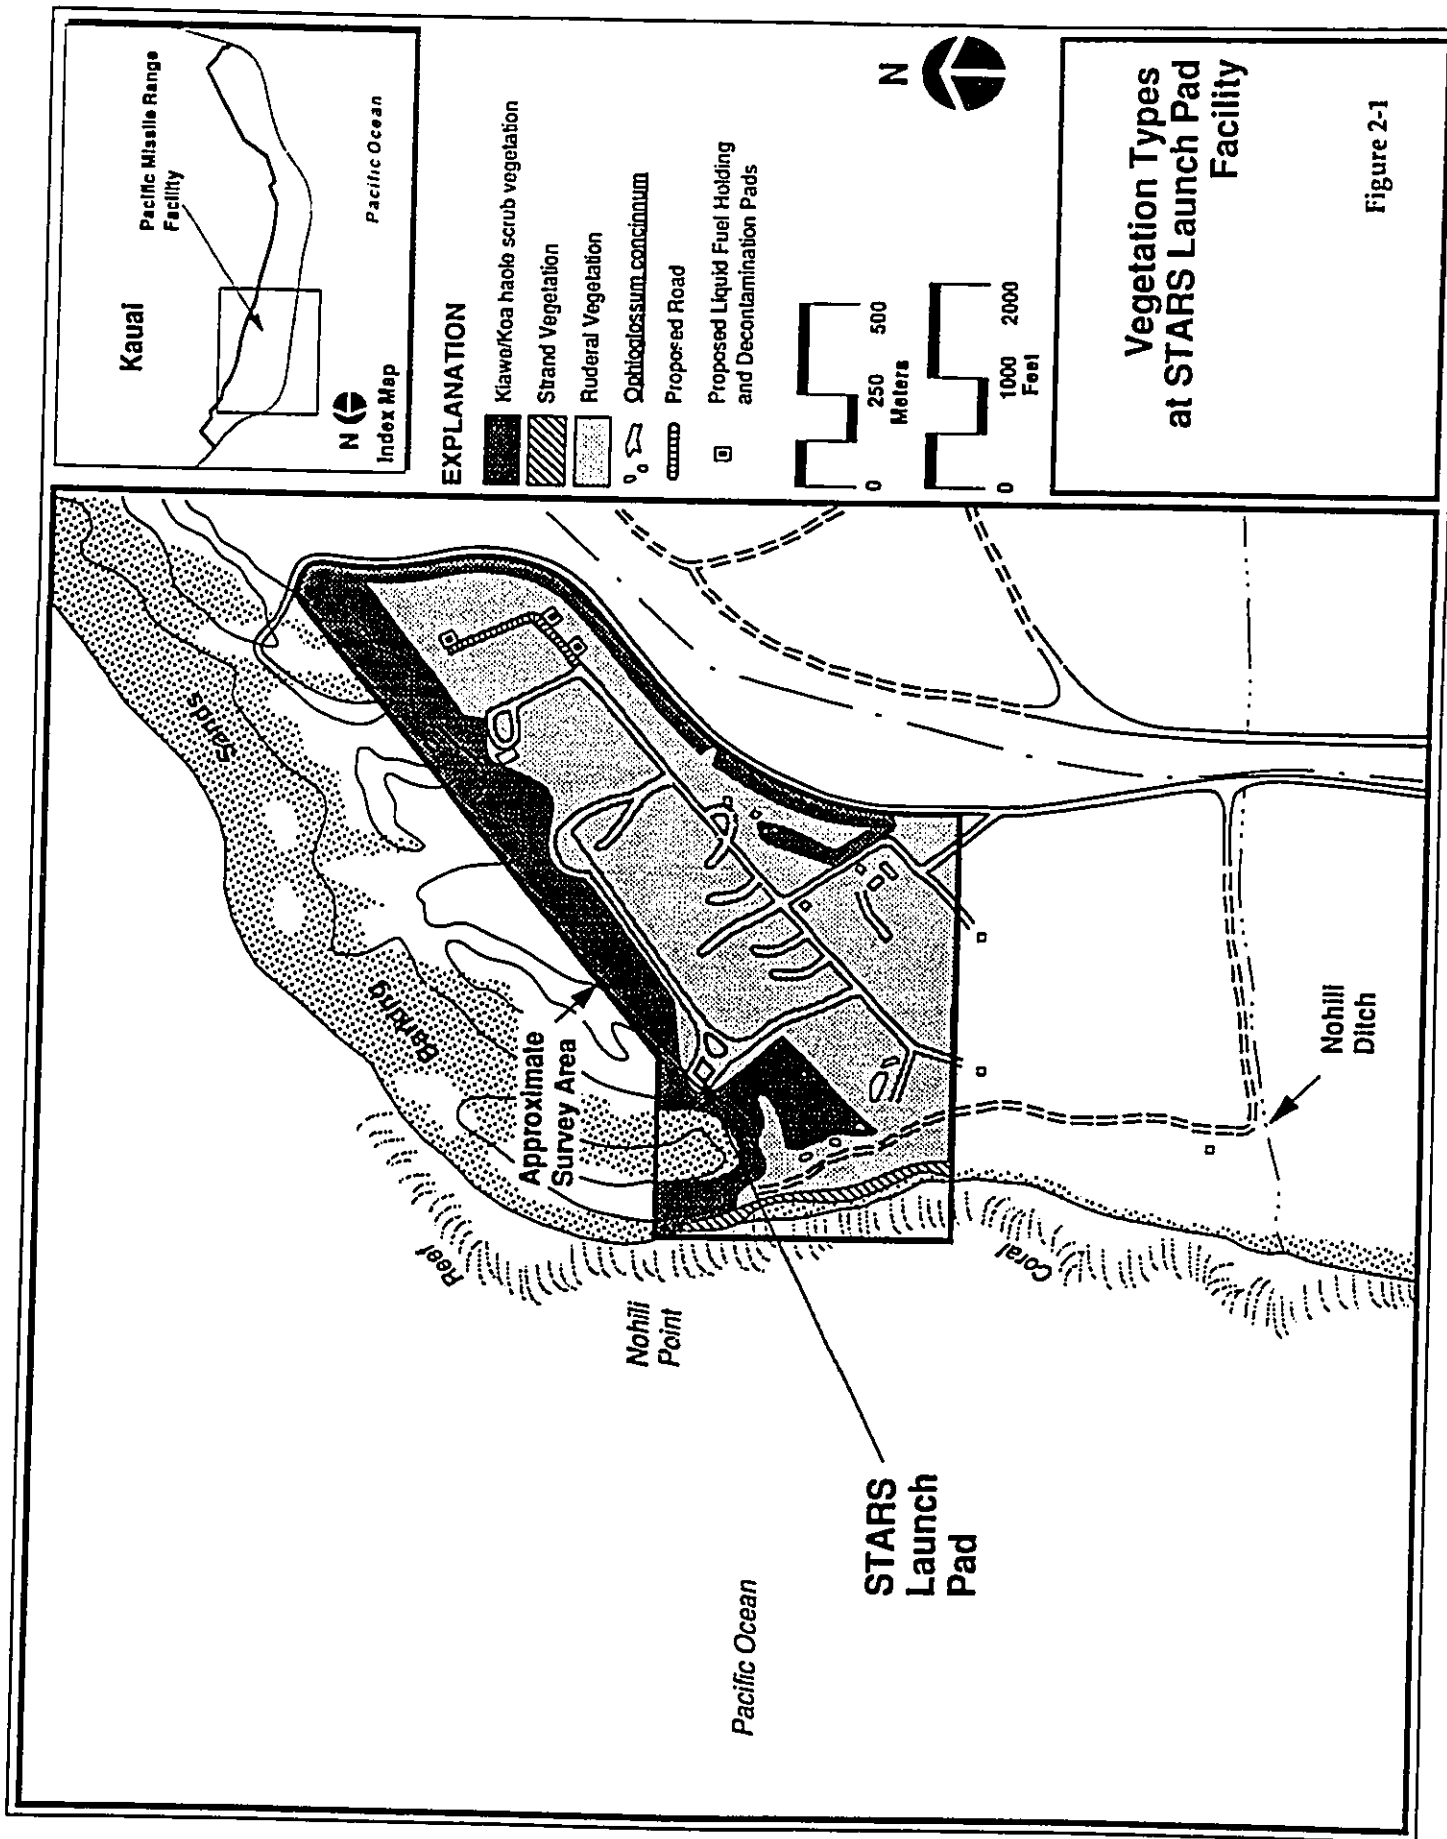 Kauai
Pacific Missile Range
Facility
Pacific Ocean
N
Index Map
EXPLANATION
Kiawe/Koa haole scrub vegetation
Strand Vegetation
Ruderal Vegetation
Ophioglossum concinnum
Proposed Road
Proposed Liquid Fuel Holding
and Decontamination Pads
0 250 500
Meters
0 1000 2000
Feet
N
Vegetation Types
at STARS Launch Pad
Facility
Figure 2-1
Barking Sands
Approximate
Survey Area
Reef
Nohili
Point
Coral
Nohili
Ditch
STARS
Launch
Pad
Pacific Ocean